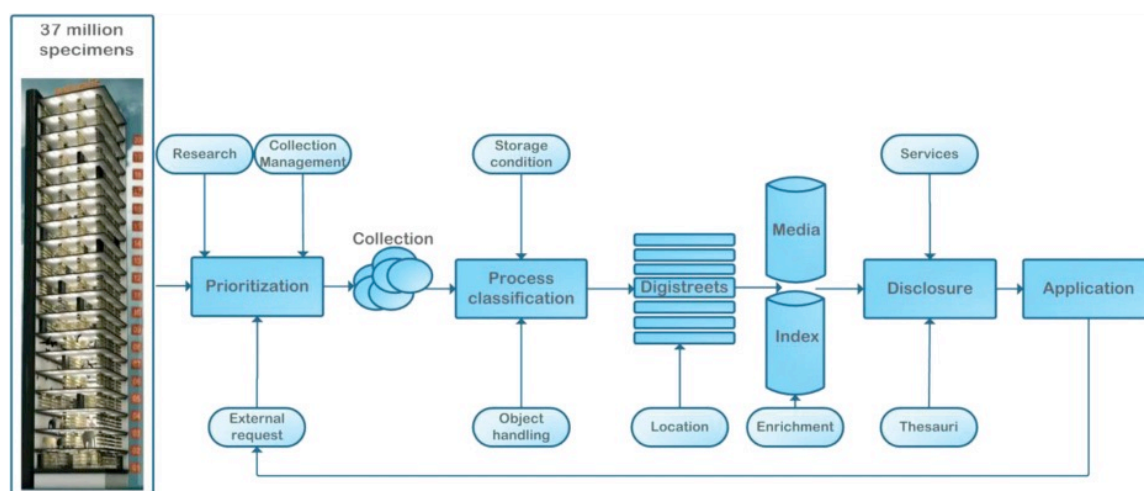 37 million
specimens
Research
Collection
Management
Storage
condition
Services
Collection
Media
Prioritization
Process
classification
Digistreets
Disclosure
Application
Index
External
request
Object
handling
Location
Enrichment
Thesauri